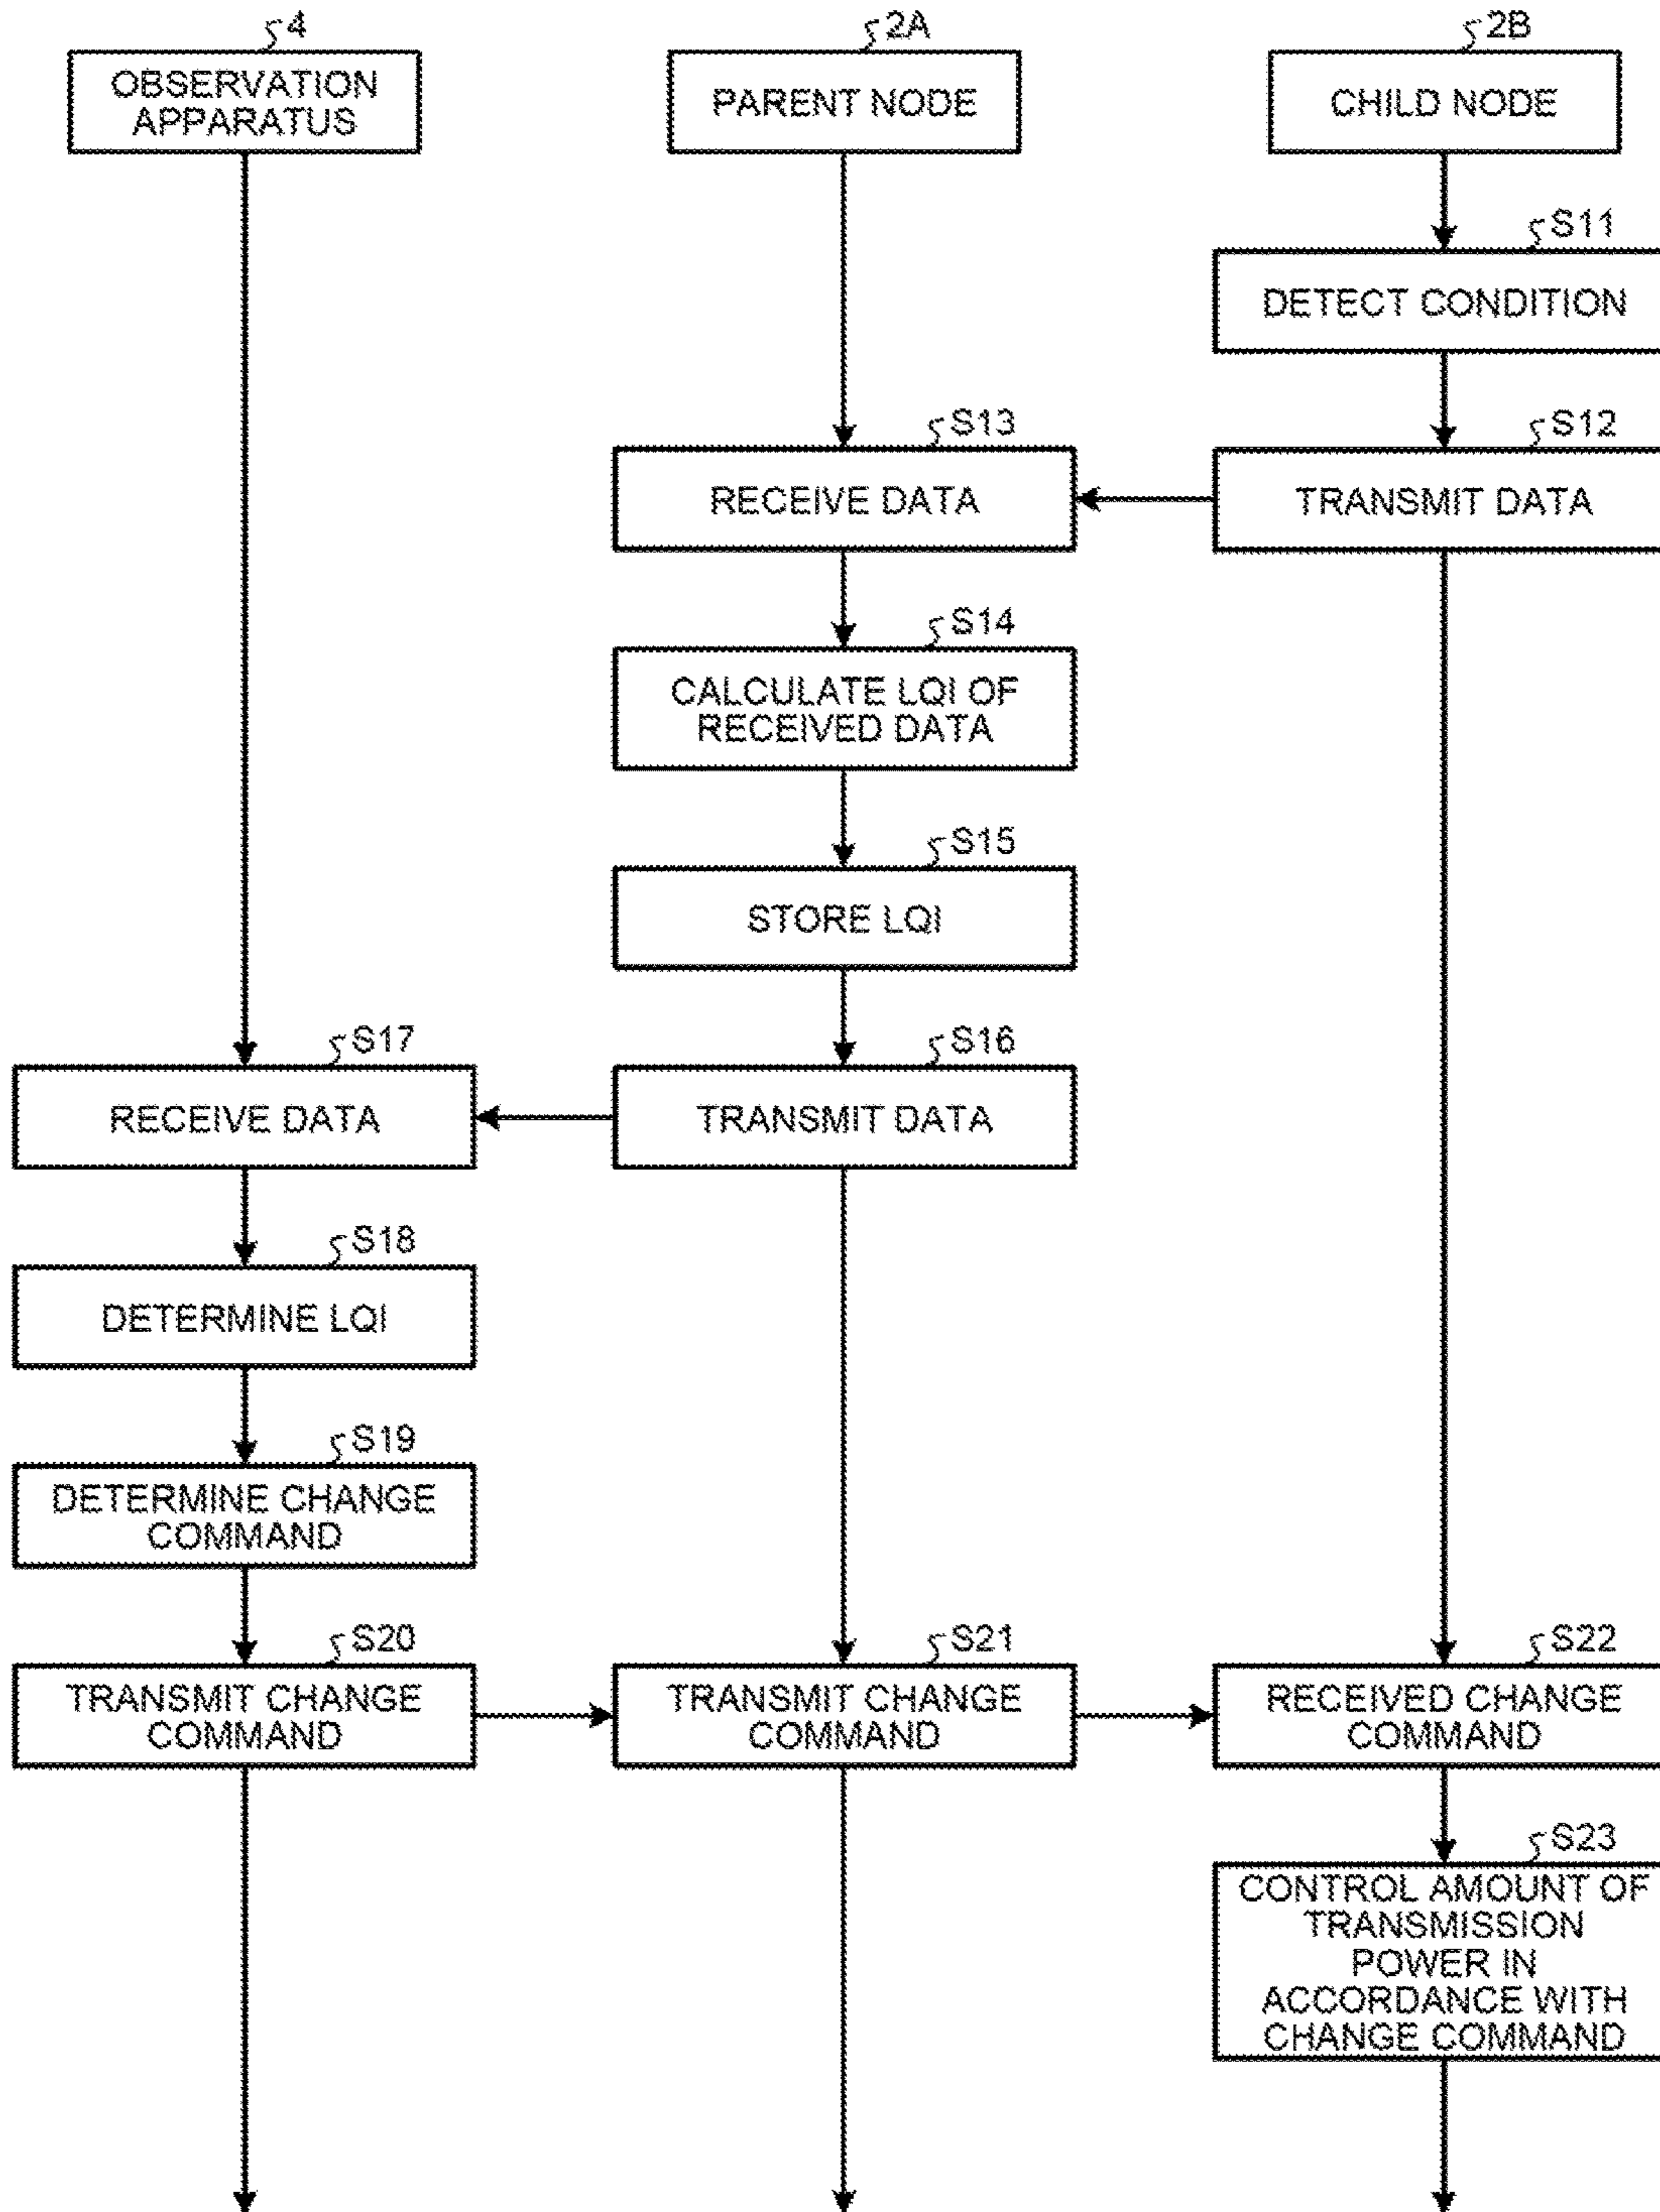 4
2A
2B
OBSERVATION
APPARATUS
PARENT NODE
CHILD NODE
S11
DETECT CONDITION
S13
S12
RECEIVE DATA
TRANSMIT DATA
S14
CALCULATE LQI OF
RECEIVED DATA
S15
STORE LQI
S17
S16
RECEIVE DATA
TRANSMIT DATA
S18
DETERMINE LQI
S19
DETERMINE CHANGE
COMMAND
S20
S21
S22
TRANSMIT CHANGE
COMMAND
TRANSMIT CHANGE
COMMAND
RECEIVED CHANGE
COMMAND
S23
CONTROL AMOUNT OF
TRANSMISSION
POWER IN
ACCORDANCE WITH
CHANGE COMMAND